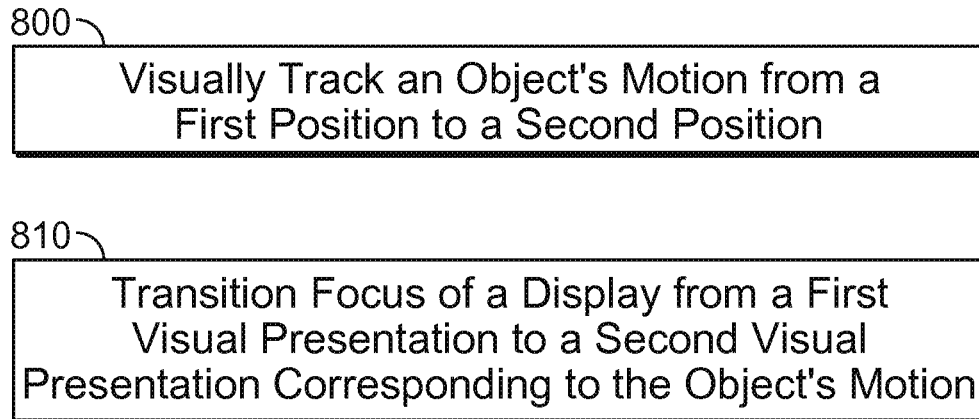 800
Visually Track an Object's Motion from a
First Position to a Second Position
810
Transition Focus of a Display from a First
Visual Presentation to a Second Visual
Presentation Corresponding to the Object's Motion